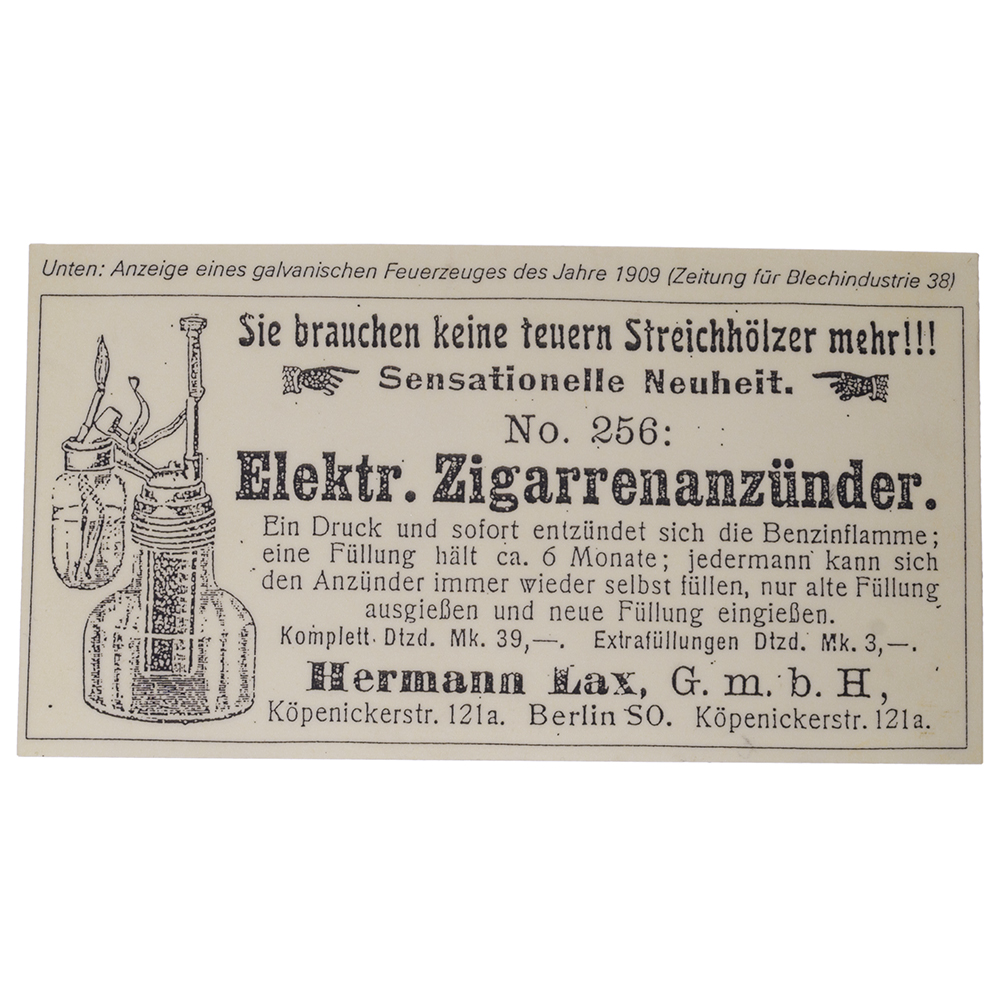 Unten: Anzeige eines galvanischen Feuerzeuges des Jahre 1909 (Zeitung für Blechindustrie 38)
Sie brauchen keine teuern Streichhölzer mehr!!!
Sensationelle Neuheit.
No. 256:
Elektr. Zigarrenanzünder.
Ein Druck und sofort entzündet sich die Benzinflamme;
eine Füllung hält ca. 6 Monate; jedermann kann sich
den Anzünder immer wieder selbst füllen, nur alte Füllung
ausgießen und neue Füllung eingießen.
Komplett Dtzd. Mk. 39,—. Extrafüllungen Dtzd. Mk. 3,—.
Hermann Lax, G. m. b. H,
Köpenickerstr. 121a. Berlin SO. Köpenickerstr. 121a.